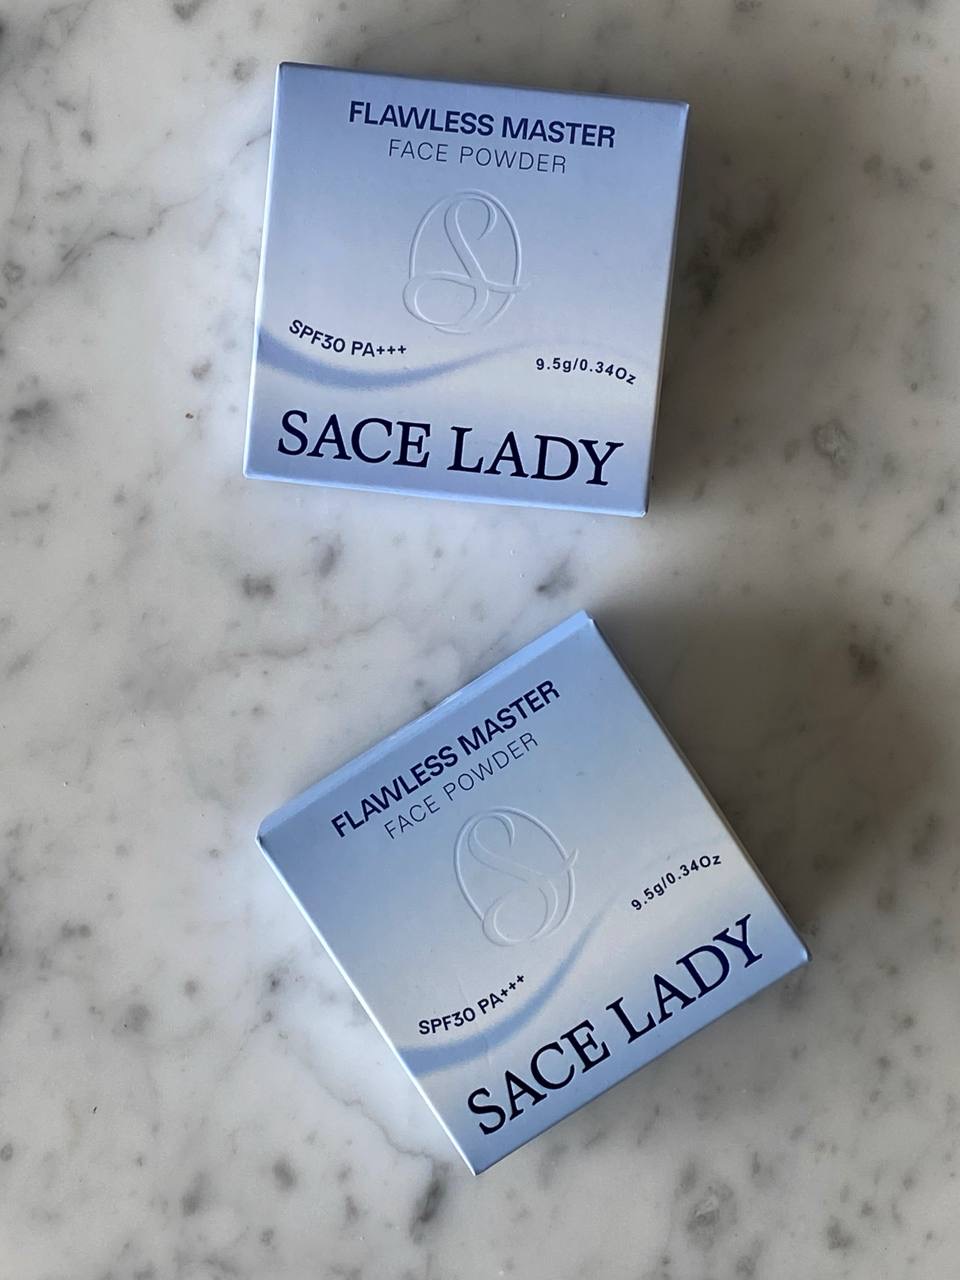 FLAWLESS MASTER
FACE POWDER
SPF30 PA+++
9.5g/0.34Oz
SACE LADY
FLAWLESS MASTER
FACE POWDER
9.5g/0.34Oz
SPF30 PA+++
SACE LADY